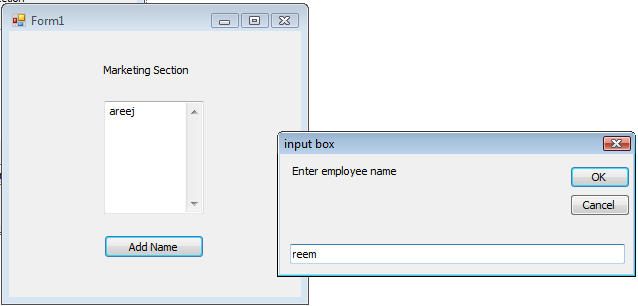 Form1
Marketing Section
areej
Add Name
input box
Enter employee name
OK
Cancel
reem